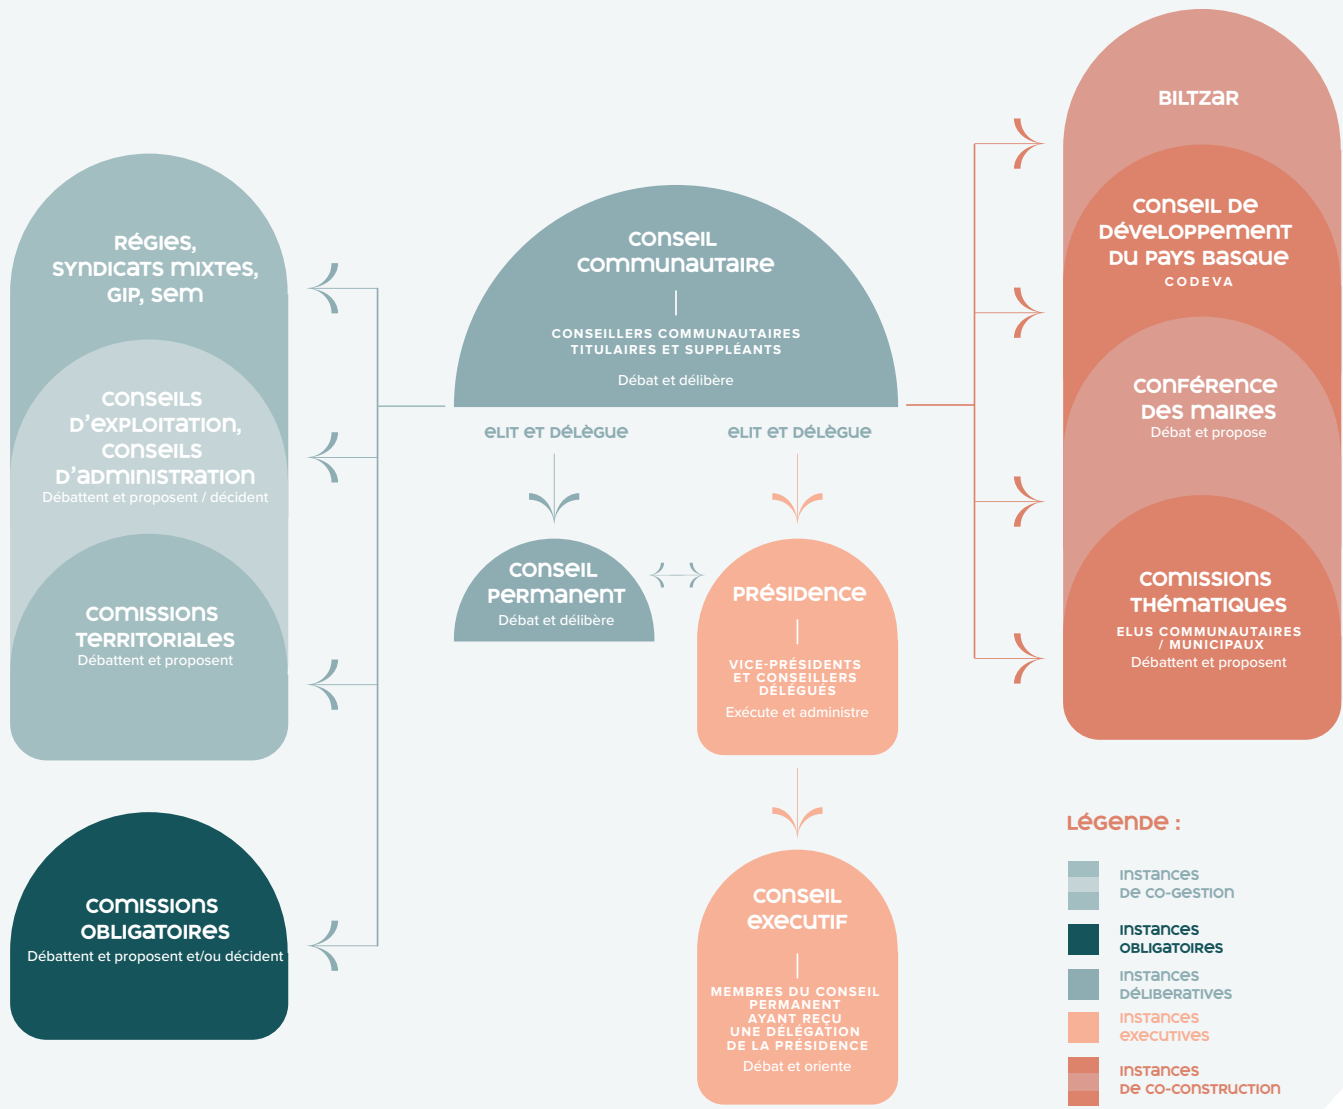 RÉGIES,
SYNDICATS MIXTES,
GIP, SEM
CONSEILS
D'EXPLOITATION,
CONSEILS
D'ADMINISTRATION
Débattent et proposent / décident
COMISSIONS
TERRITORIALES
Débattent et proposent
COMISSIONS
OBLIGATOIRES
Débattent et proposent et/ou décident
CONSEIL
COMMUNAUTAIRE
CONSEILLERS COMMUNAUTAIRES
TITULAIRES ET SUPPLÉANTS
Débat et délibère
ELIT ET DÉLÈGUE
ELIT ET DÉLÈGUE
CONSEIL
PERMANENT
Débat et délibère
PRÉSIDENCE
VICE-PRÉSIDENTS
ET CONSEILLERS
DÉLÉGUÉS
Exécute et administre
CONSEIL
EXECUTIF
MEMBRES DU CONSEIL
PERMANENT
AYANT REÇU
UNE DÉLÉGATION
DE LA PRÉSIDENCE
Débat et oriente
BILTZAR
CONSEIL DE
DÉVELOPPEMENT
DU PAYS BASQUE
CODEVA
CONFÉRENCE
DES MAIRES
Débat et propose
COMISSIONS
THÉMATIQUES
ELUS COMMUNAUTAIRES
/ MUNICIPAUX
Débattent et proposent
LÉGENDE :
INSTANCES
DE CO-GESTION
INSTANCES
OBLIGATOIRES
INSTANCES
DÉLIBERATIVES
INSTANCES
EXECUTIVES
INSTANCES
DE CO-CONSTRUCTION